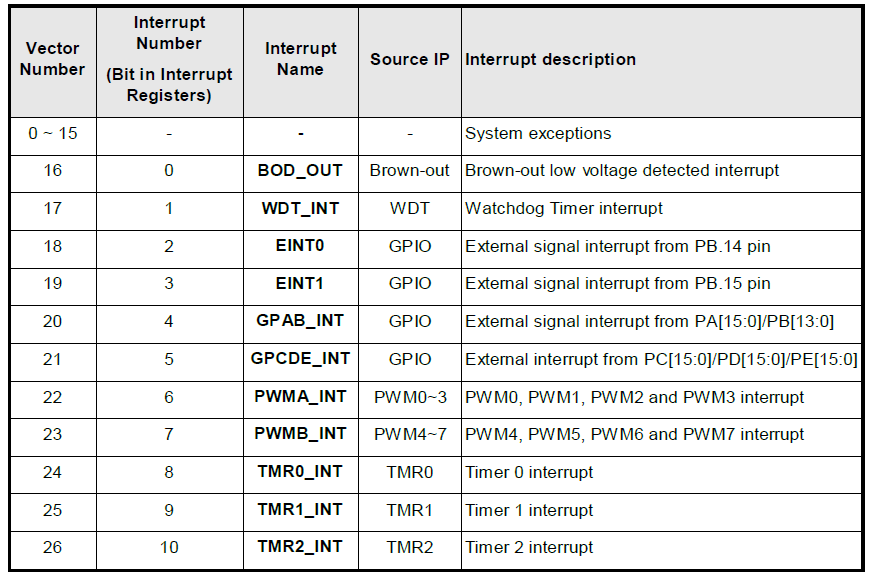 Vector Number Interrupt Number (Bit in Interrupt Registers) Interrupt Name Source IP Interrupt description
0 ~ 15 - - - System exceptions
16 0 BOD_OUT Brown-out Brown-out low voltage detected interrupt
17 1 WDT_INT WDT Watchdog Timer interrupt
18 2 EINT0 GPIO External signal interrupt from PB.14 pin
19 3 EINT1 GPIO External signal interrupt from PB.15 pin
20 4 GPAB_INT GPIO External signal interrupt from PA[15:0]/PB[13:0]
21 5 GPCDE_INT GPIO External interrupt from PC[15:0]/PD[15:0]/PE[15:0]
22 6 PWMA_INT PWM0~3 PWM0, PWM1, PWM2 and PWM3 interrupt
23 7 PWMB_INT PWM4~7 PWM4, PWM5, PWM6 and PWM7 interrupt
24 8 TMR0_INT TMR0 Timer 0 interrupt
25 9 TMR1_INT TMR1 Timer 1 interrupt
26 10 TMR2_INT TMR2 Timer 2 interrupt